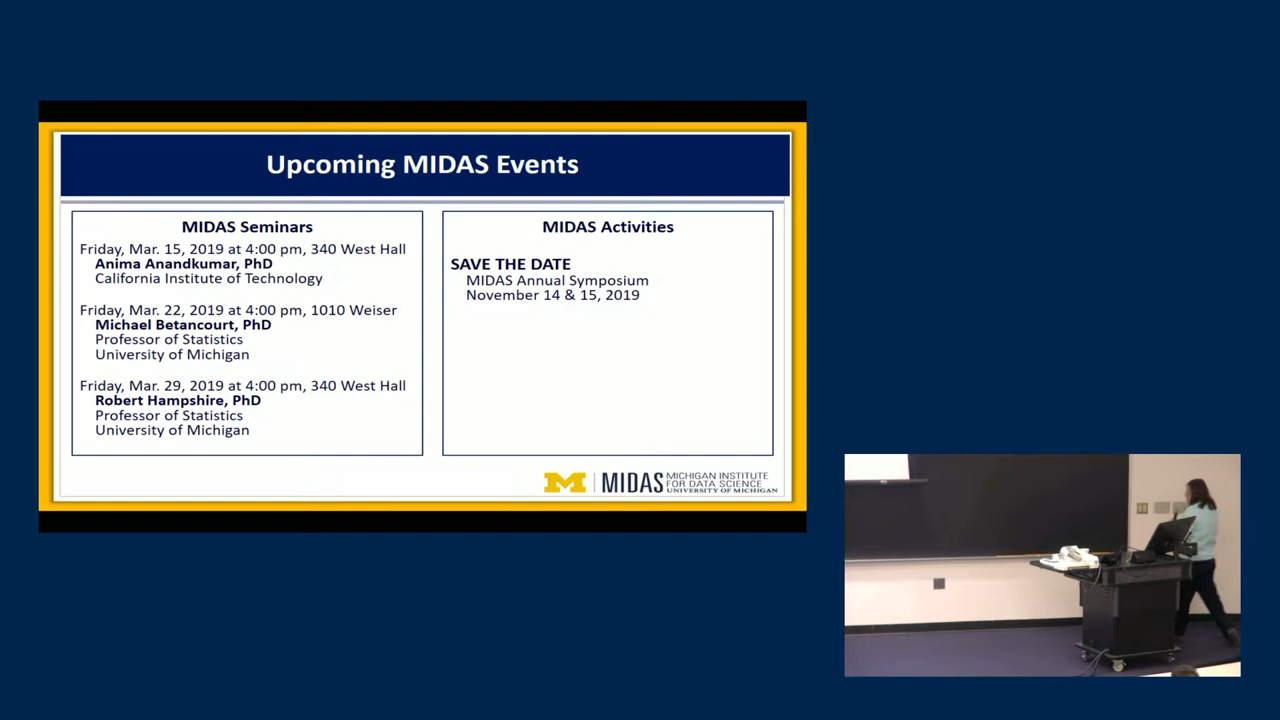 Upcoming MIDAS Events
MIDAS Seminars
Friday, Mar. 15, 2019 at 4:00 pm, 340 West Hall
Anima Anandkumar, PhD
California Institute of Technology
Friday, Mar. 22, 2019 at 4:00 pm, 1010 Weiser
Michael Betancourt, PhD
Professor of Statistics
University of Michigan
Friday, Mar. 29, 2019 at 4:00 pm, 340 West Hall
Robert Hampshire, PhD
Professor of Statistics
University of Michigan
MIDAS Activities
SAVE THE DATE
MIDAS Annual Symposium
November 14 & 15, 2019
M MIDAS
MICHIGAN INSTITUTE
FOR DATA SCIENCE
UNIVERSITY OF MICHIGAN